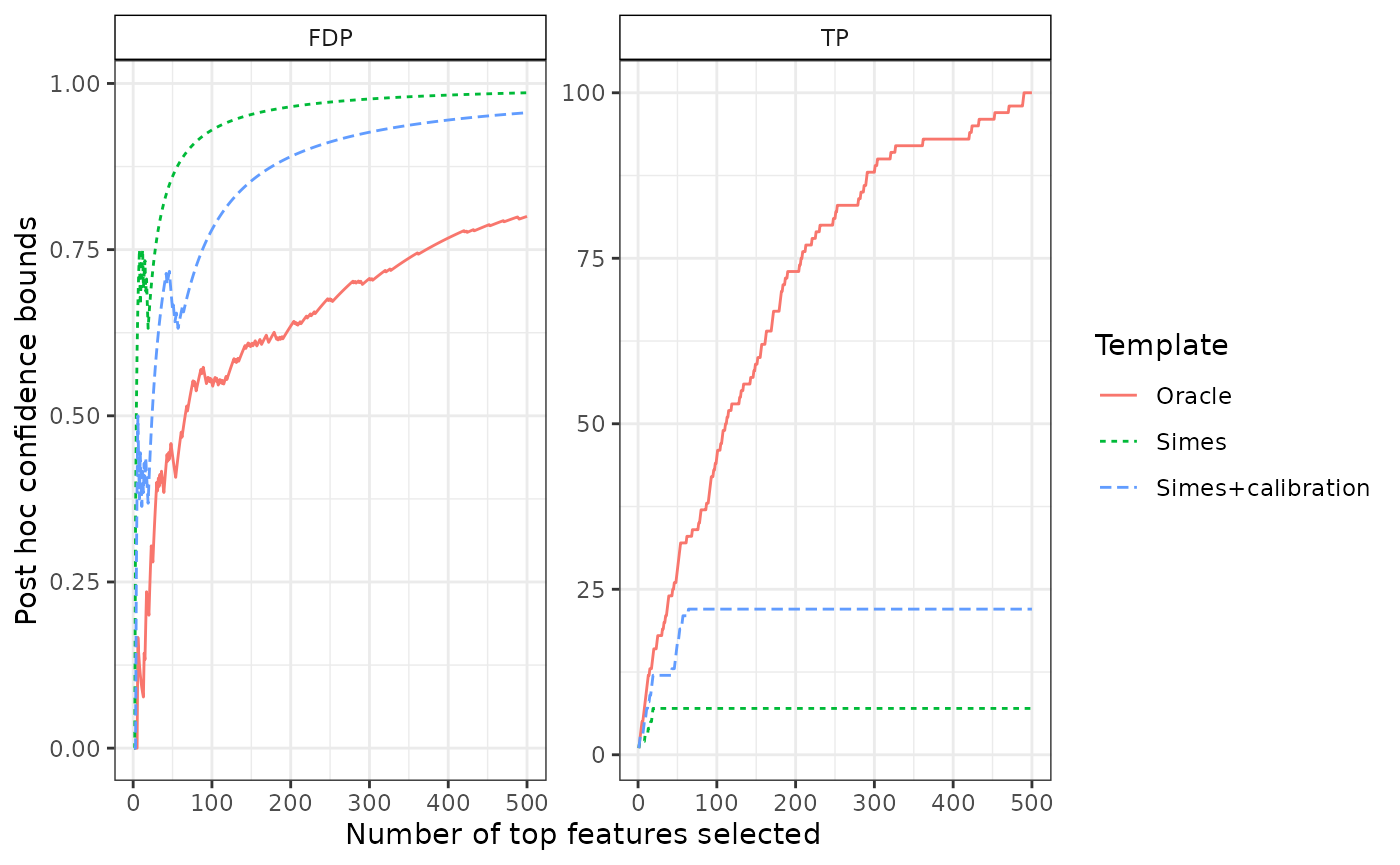 FDP
TP
Post hoc confidence bounds
1.00
0.75
0.50
0.25
0.00
0 100 200 300 400 500
100
75
50
25
0
0 100 200 300 400 500
Number of top features selected
Template
Oracle
Simes
Simes+calibration